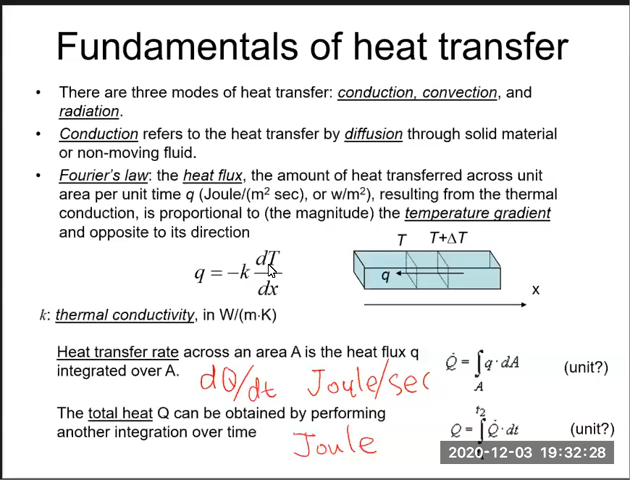 Fundamentals of heat transfer
• There are three modes of heat transfer: conduction, convection, and
radiation.
• Conduction refers to the heat transfer by diffusion through solid material
or non-moving fluid.
• Fourier's law: the heat flux, the amount of heat transferred across unit
area per unit time q (Joule/(m² sec), or w/m²), resulting from the thermal
conduction, is proportional to (the magnitude) the temperature gradient
and opposite to its direction
T T+ΔT
q
x
q = -k dT/dx
k: thermal conductivity, in W/(m·K)
Heat transfer rate across an area A is the heat flux q
integrated over A.
dQ/dt Joule/sec
Q̇ = ∫_A q · dA (unit?)
The total heat Q can be obtained by performing
another integration over time
Joule
Q = ∫^t2 Q̇ · dt (unit?)
2020-12-03 19:32:28